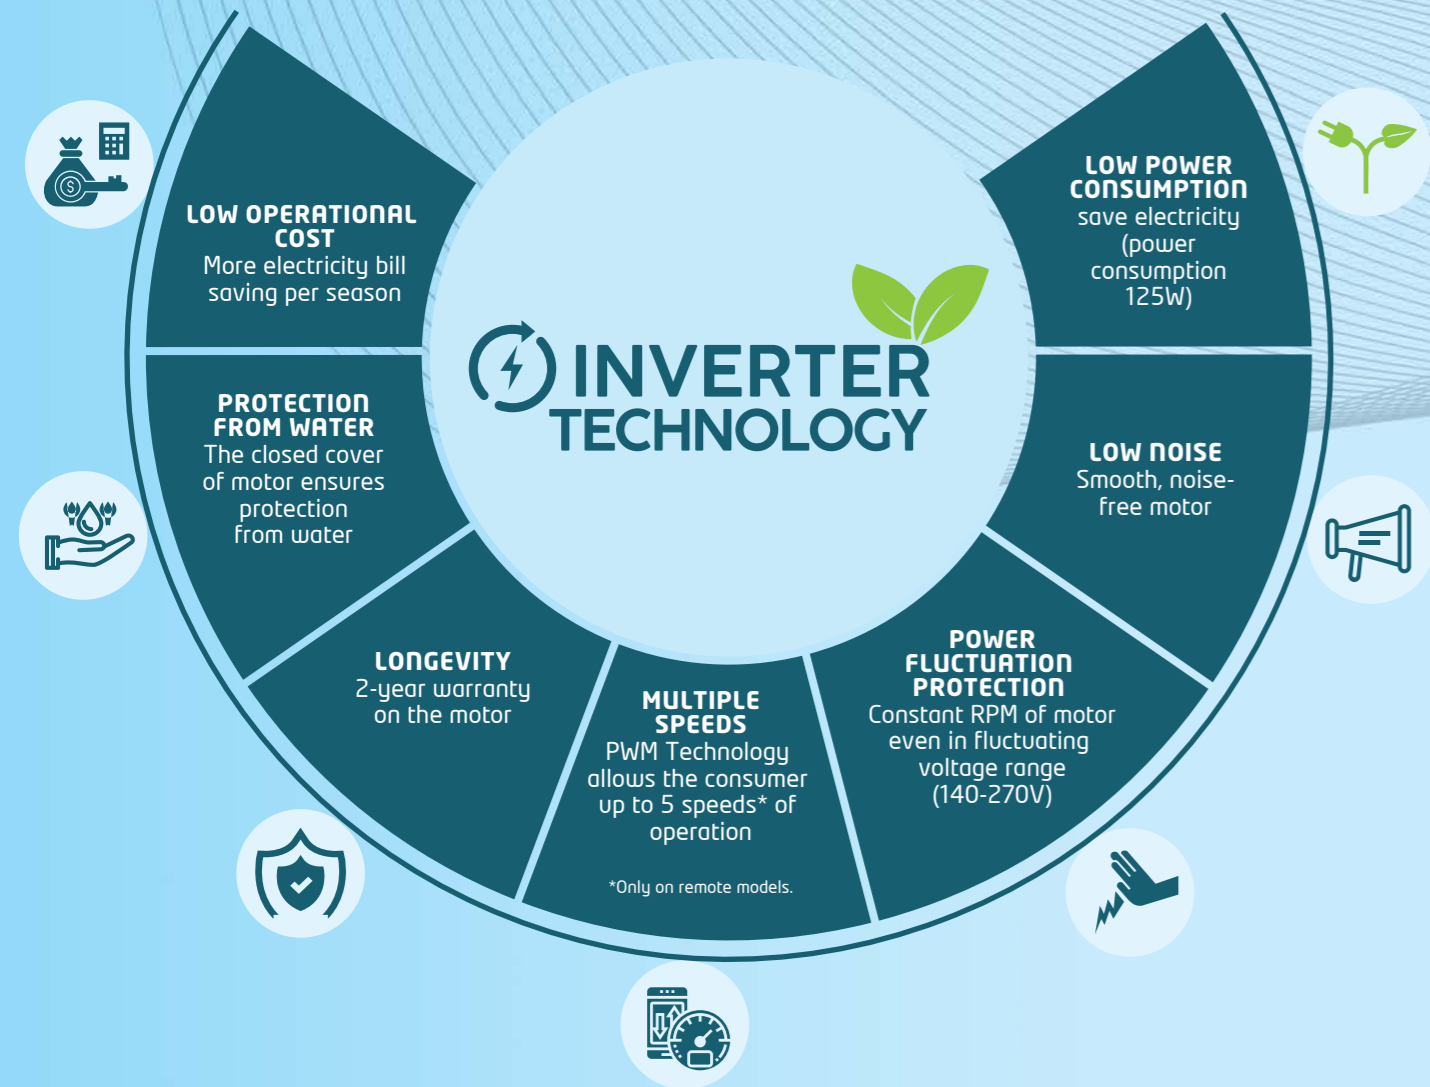 INVERTER
TECHNOLOGY
LOW OPERATIONAL
COST
More electricity bill
saving per season
PROTECTION
FROM WATER
The closed cover
of motor ensures
protection
from water
LONGEVITY
2-year warranty
on the motor
MULTIPLE
SPEEDS
PWM Technology
allows the consumer
up to 5 speeds* of
operation
*Only on remote models.
POWER
FLUCTUATION
PROTECTION
Constant RPM of motor
even in fluctuating
voltage range
(140-270V)
LOW NOISE
Smooth, noise-
free motor
LOW POWER
CONSUMPTION
save electricity
(power
consumption
125W)